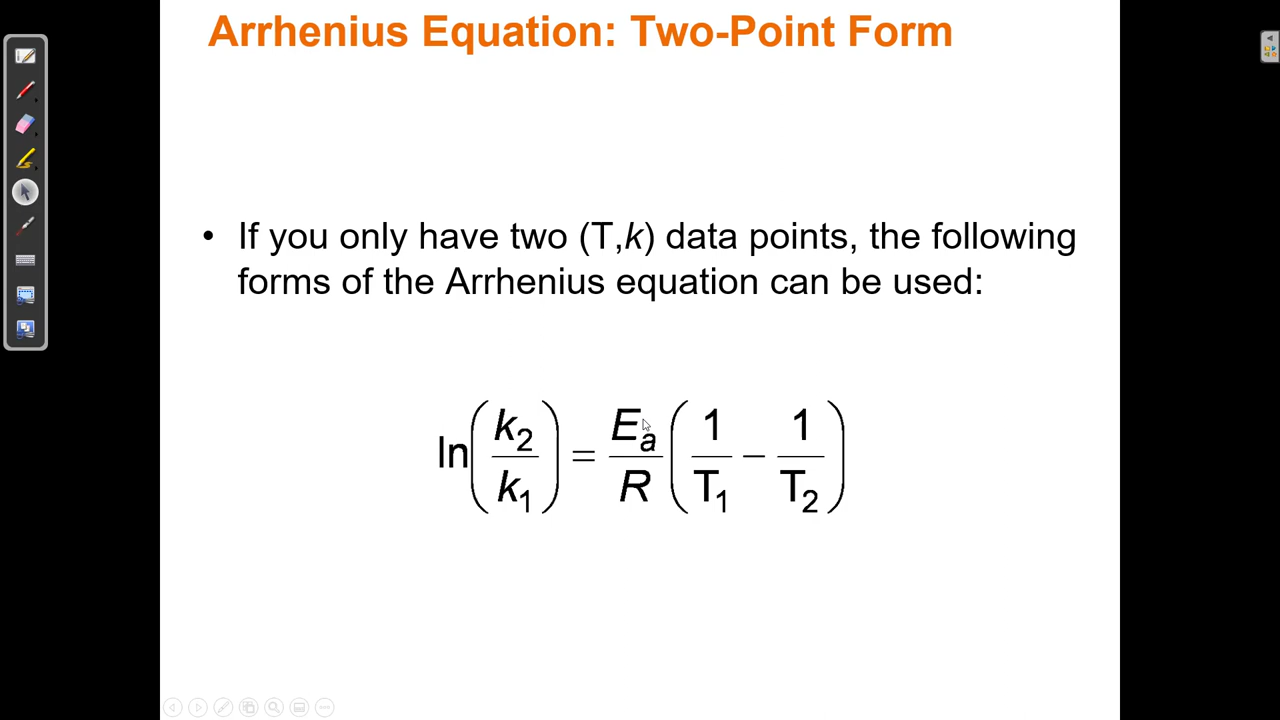 Arrhenius Equation: Two-Point Form
• If you only have two (T,k) data points, the following
forms of the Arrhenius equation can be used:
ln(k₂/k₁) = Eₐ/R (1/T₁ − 1/T₂)